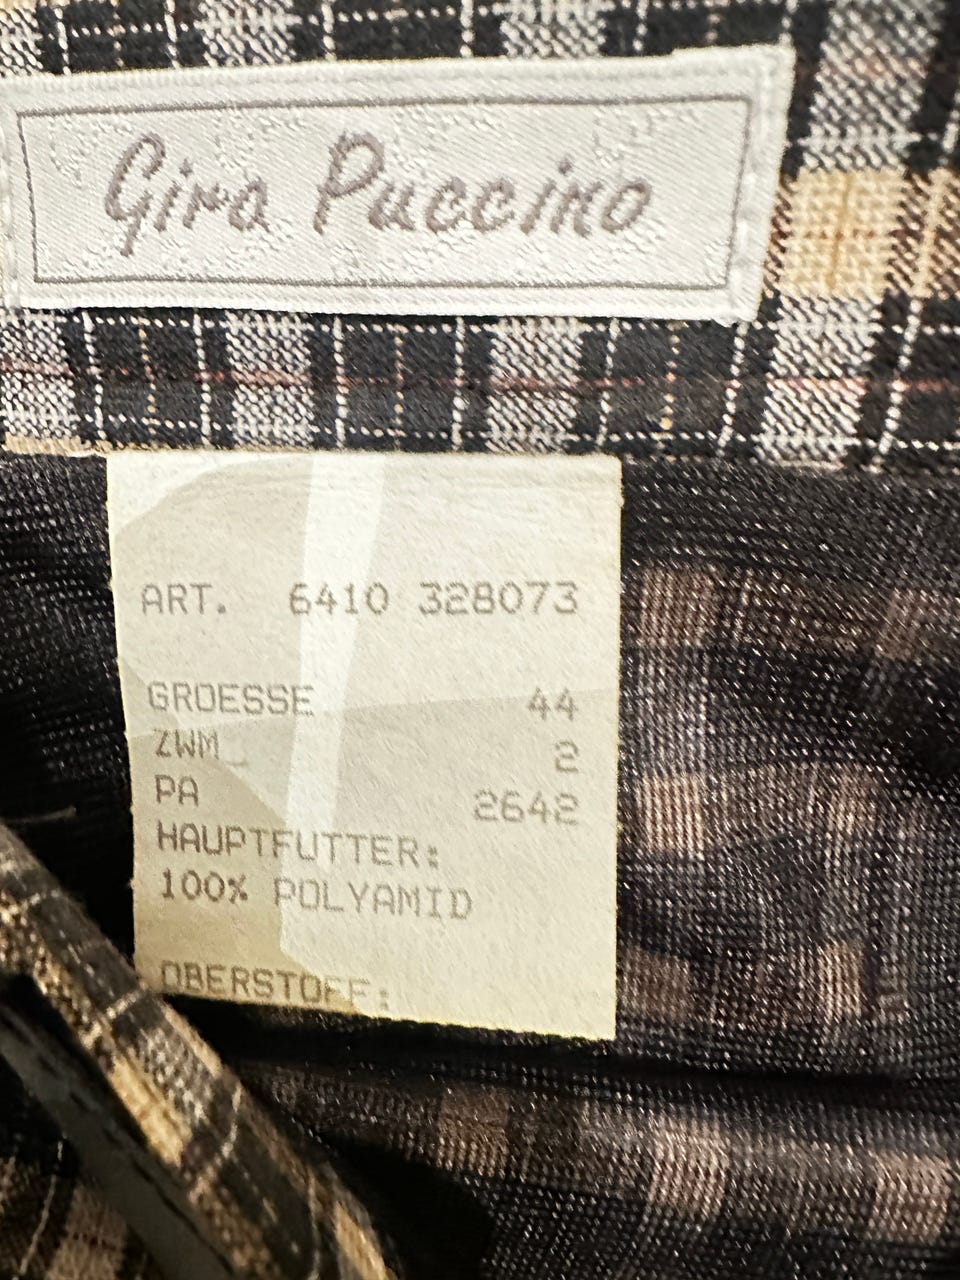 Gira Puccino
ART. 6410 328073
GROESSE 44
ZWM 2
PA 2642
HAUPTFUTTER:
100% POLYAMID
OBERSTOFF: